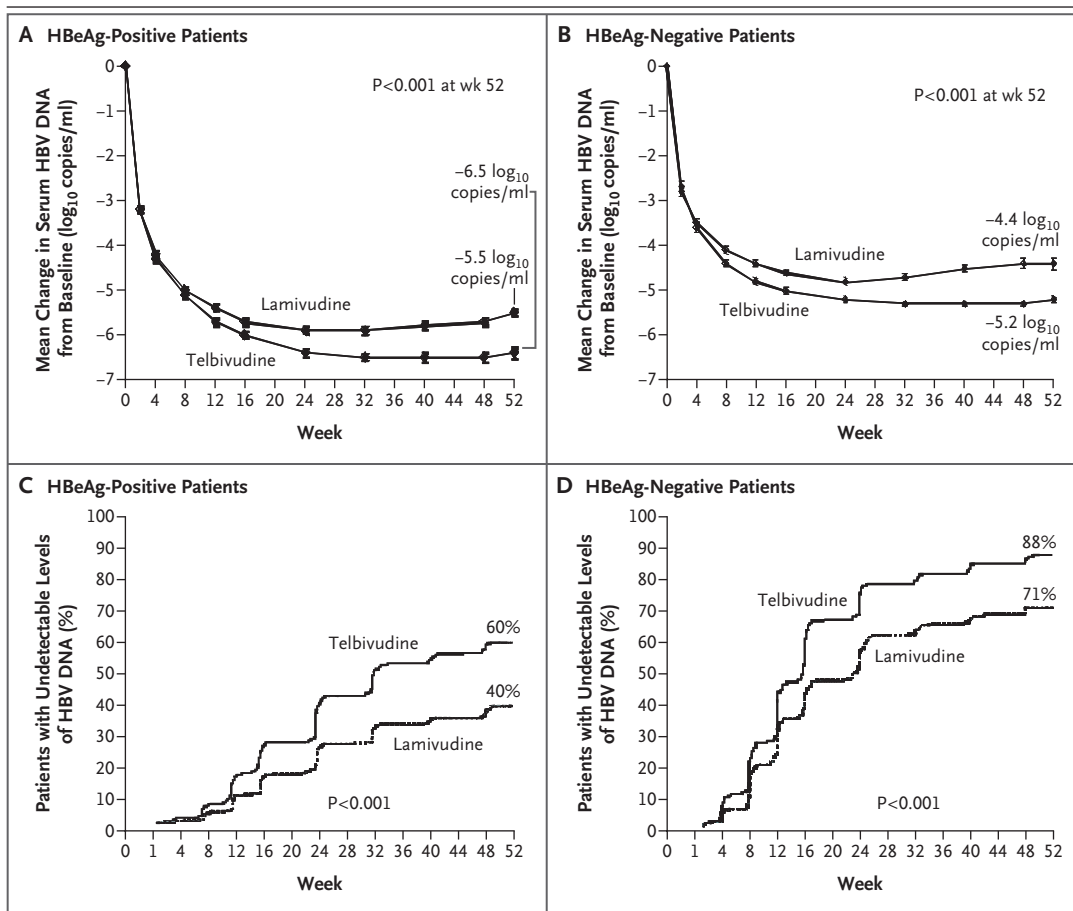 A HBeAg-Positive Patients
Mean Change in Serum HBV DNA
from Baseline (log10 copies/ml)
0
−1
−2
−3
−4
−5
−6
−7
P<0.001 at wk 52
−6.5 log10
copies/ml
−5.5 log10
copies/ml
Lamivudine
Telbivudine
0 4 8 12 16 20 24 28 32 36 40 44 48 52
Week
B HBeAg-Negative Patients
Mean Change in Serum HBV DNA
from Baseline (log10 copies/ml)
0
−1
−2
−3
−4
−5
−6
−7
P<0.001 at wk 52
−4.4 log10
copies/ml
Lamivudine
Telbivudine
−5.2 log10
copies/ml
0 4 8 12 16 20 24 28 32 36 40 44 48 52
Week
C HBeAg-Positive Patients
Patients with Undetectable Levels
of HBV DNA (%)
100
90
80
70
60
50
40
30
20
10
0
60%
Telbivudine
40%
Lamivudine
P<0.001
0 1 4 8 12 16 20 24 28 32 36 40 44 48 52
Week
D HBeAg-Negative Patients
Patients with Undetectable Levels
of HBV DNA (%)
100
90
80
70
60
50
40
30
20
10
0
88%
Telbivudine
71%
Lamivudine
P<0.001
0 1 4 8 12 16 20 24 28 32 36 40 44 48 52
Week